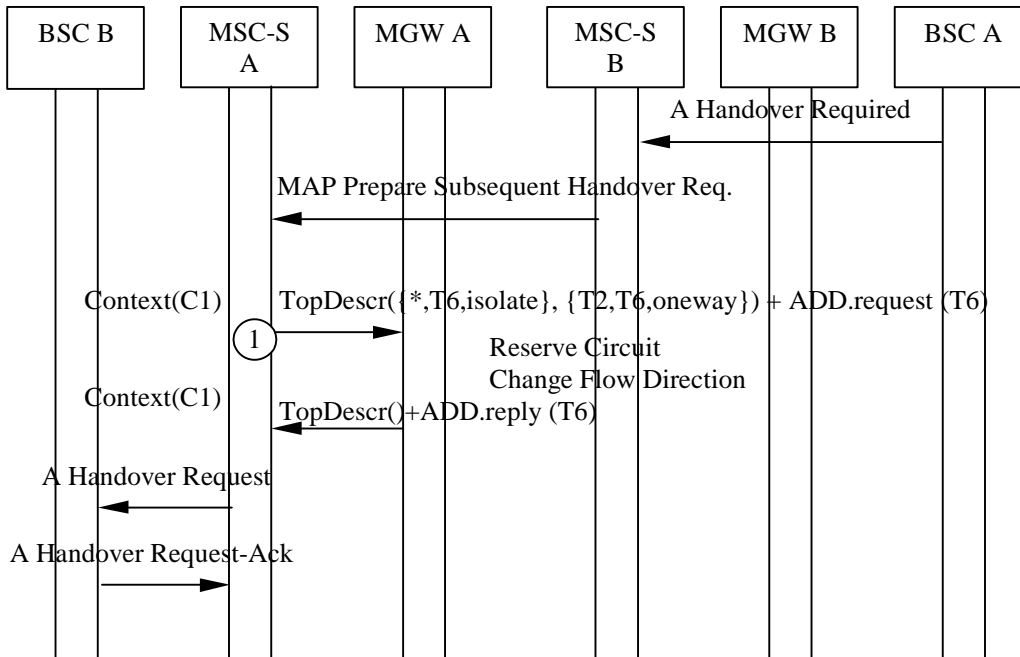 BSC B
MSC-S
A
MGW A
MSC-S
B
MGW B
BSC A
A Handover Required
MAP Prepare Subsequent Handover Req.
Context(C1)
TopDescr({*,T6,isolate}, {T2,T6,oneway}) + ADD.request (T6)
1
Reserve Circuit
Change Flow Direction
Context(C1)
TopDescr()+ADD.reply (T6)
A Handover Request
A Handover Request-Ack